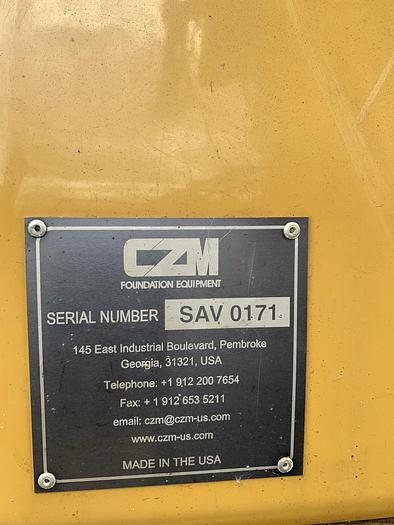 CZM
FOUNDATION EQUIPMENT
SERIAL NUMBER SAV 0171
145 East Industrial Boulevard, Pembroke
Georgia, 31321, USA
Telephone: +1 912 200 7654
Fax: + 1 912 653 5211
email: czm@czm-us.com
www.czm-us.com
MADE IN THE USA